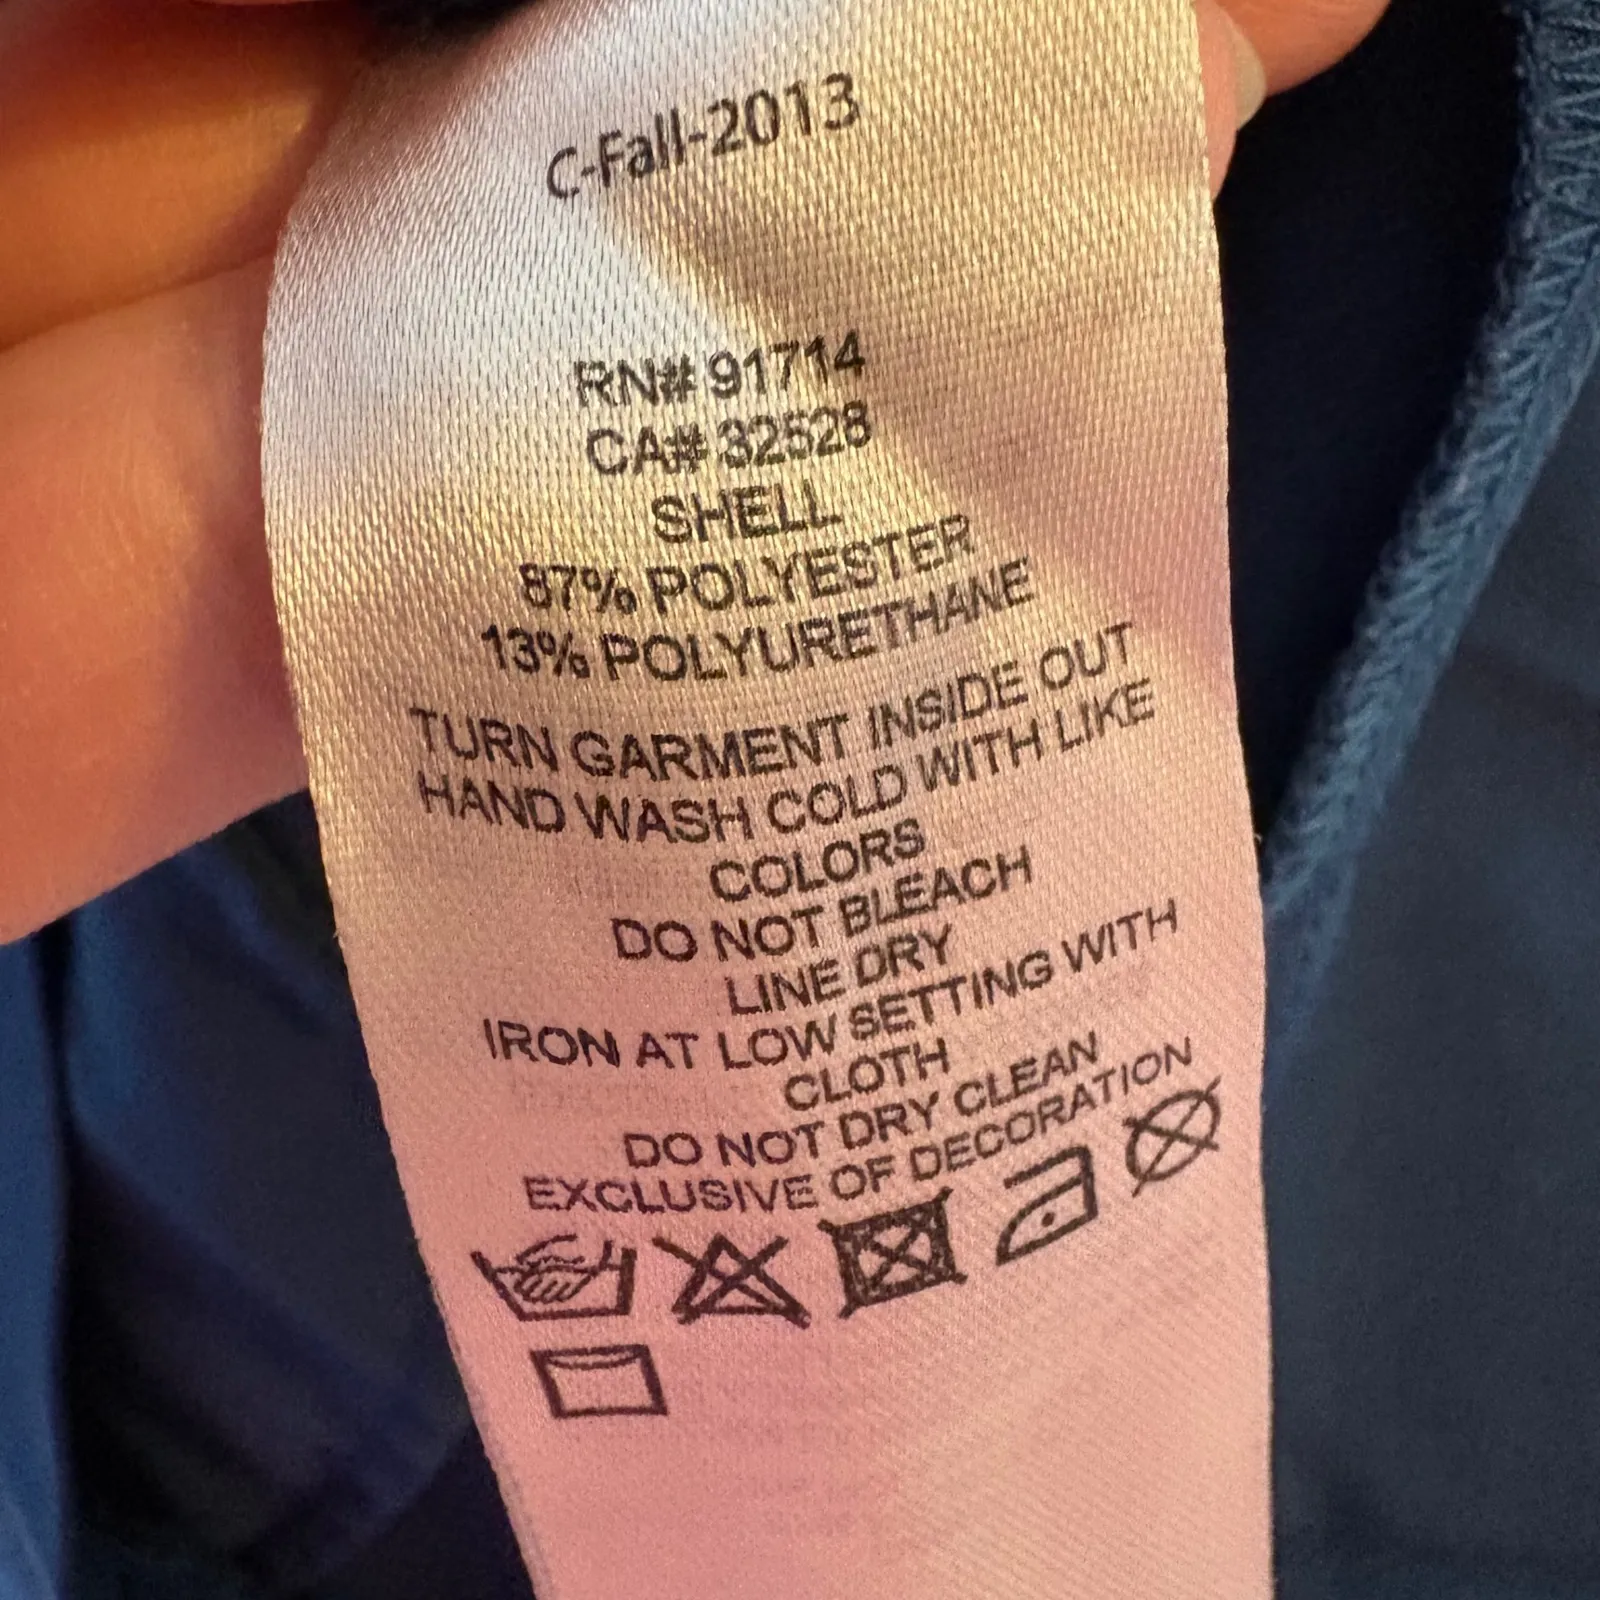 C-Fall-2013
RN# 91714
CA# 32528
SHELL
87% POLYESTER
13% POLYURETHANE
TURN GARMENT INSIDE OUT
HAND WASH COLD WITH LIKE
COLORS
DO NOT BLEACH
LINE DRY
IRON AT LOW SETTING WITH
CLOTH
DO NOT DRY CLEAN
EXCLUSIVE OF DECORATION